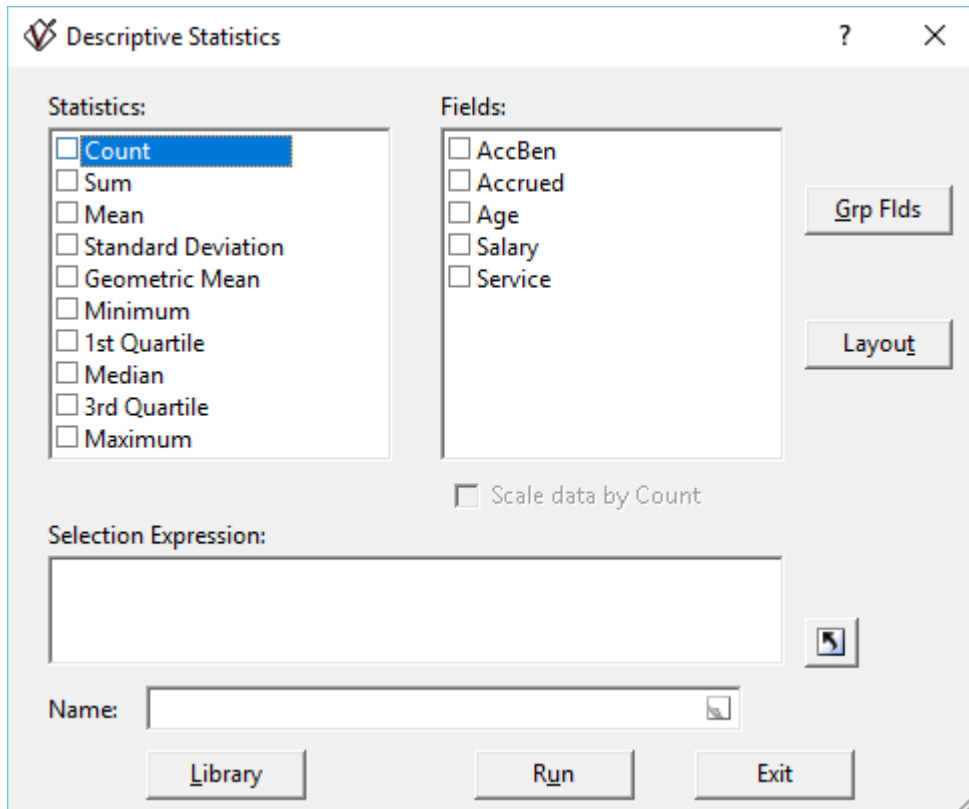 Descriptive Statistics
?
Statistics:
Count
Sum
Mean
Standard Deviation
Geometric Mean
Minimum
1st Quartile
Median
3rd Quartile
Maximum
Fields:
AccBen
Accrued
Age
Salary
Service
Grp Flds
Layout
Scale data by Count
Selection Expression:
Name:
Library
Run
Exit